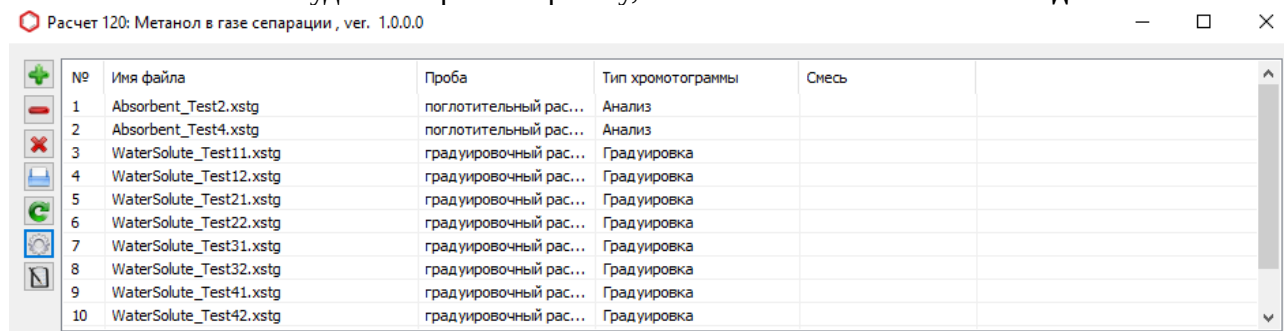 Расчет 120: Метанол в газе сепарации , ver. 1.0.0.0
№ Имя файла Проба Тип хромотограммы Смесь
1 Absorbent_Test2.xstg поглотительный рас... Анализ
2 Absorbent_Test4.xstg поглотительный рас... Анализ
3 WaterSolute_Test11.xstg градуировочный рас... Градуировка
4 WaterSolute_Test12.xstg градуировочный рас... Градуировка
5 WaterSolute_Test21.xstg градуировочный рас... Градуировка
6 WaterSolute_Test22.xstg градуировочный рас... Градуировка
7 WaterSolute_Test31.xstg градуировочный рас... Градуировка
8 WaterSolute_Test32.xstg градуировочный рас... Градуировка
9 WaterSolute_Test41.xstg градуировочный рас... Градуировка
10 WaterSolute_Test42.xstg градуировочный рас... Градуировка